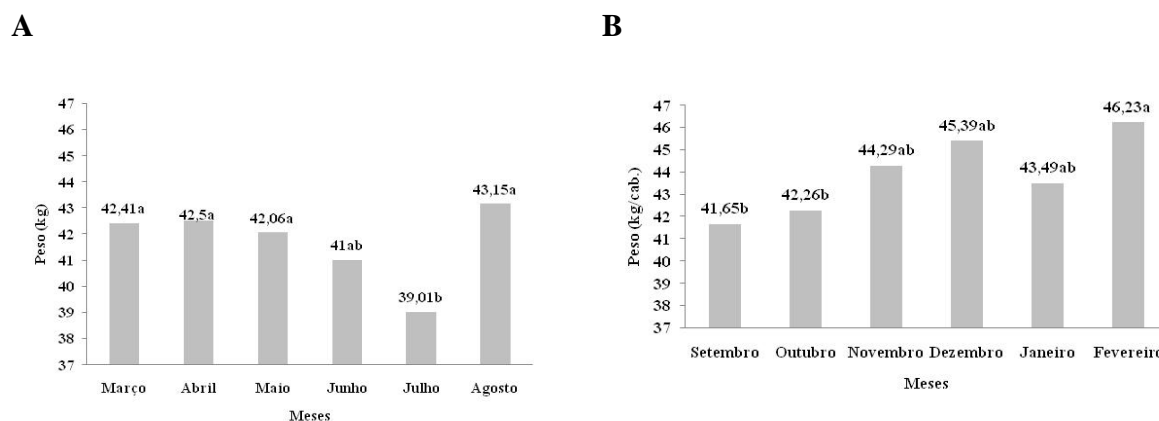 A
B
47
46
45
44
43
42
41
40
39
38
37
Peso (kg)
42,41a
42,5a
42,06a
41ab
39,01b
43,15a
Março Abril Maio Junho Julho Agosto
Meses
47
46
45
44
43
42
41
40
39
38
37
Peso (kg/cab.)
41,65b
42,26b
44,29ab
45,39ab
43,49ab
46,23a
Setembro Outubro Novembro Dezembro Janeiro Fevereiro
Meses